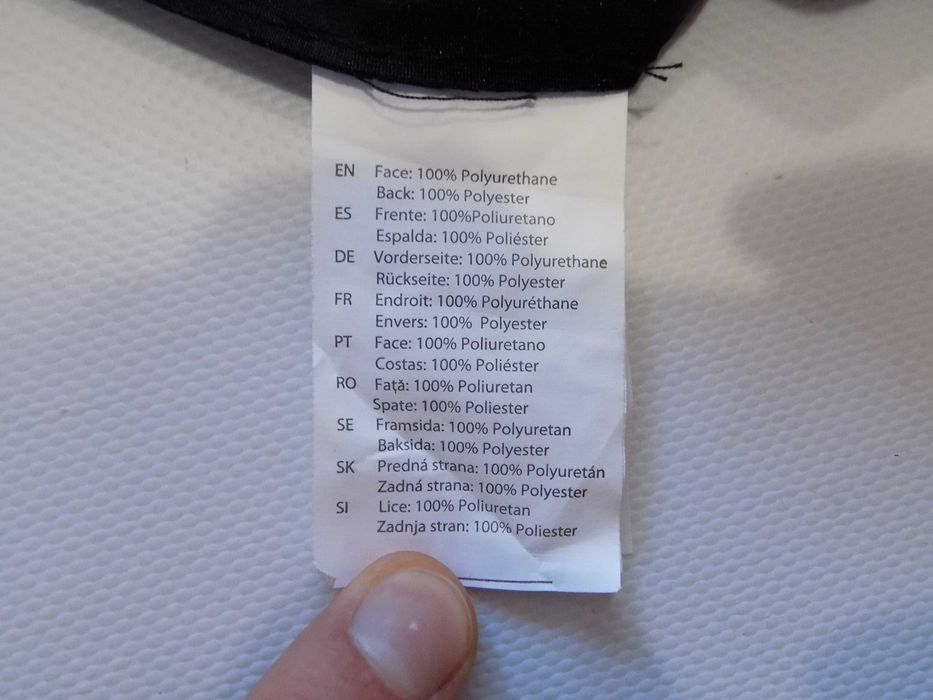 EN Face: 100% Polyurethane
Back: 100% Polyester
ES Frente: 100%Poliuretano
Espalda: 100% Poliéster
DE Vorderseite: 100% Polyurethane
Rückseite: 100% Polyester
FR Endroit: 100% Polyuréthane
Envers: 100% Polyester
PT Face: 100% Poliuretano
Costas: 100% Poliéster
RO Faţă: 100% Poliuretan
Spate: 100% Poliester
SE Framsida: 100% Polyuretan
Baksida: 100% Polyester
SK Predná strana: 100% Polyuretán
Zadná strana: 100% Polyester
SI Lice: 100% Poliuretan
Zadnja stran: 100% Poliester